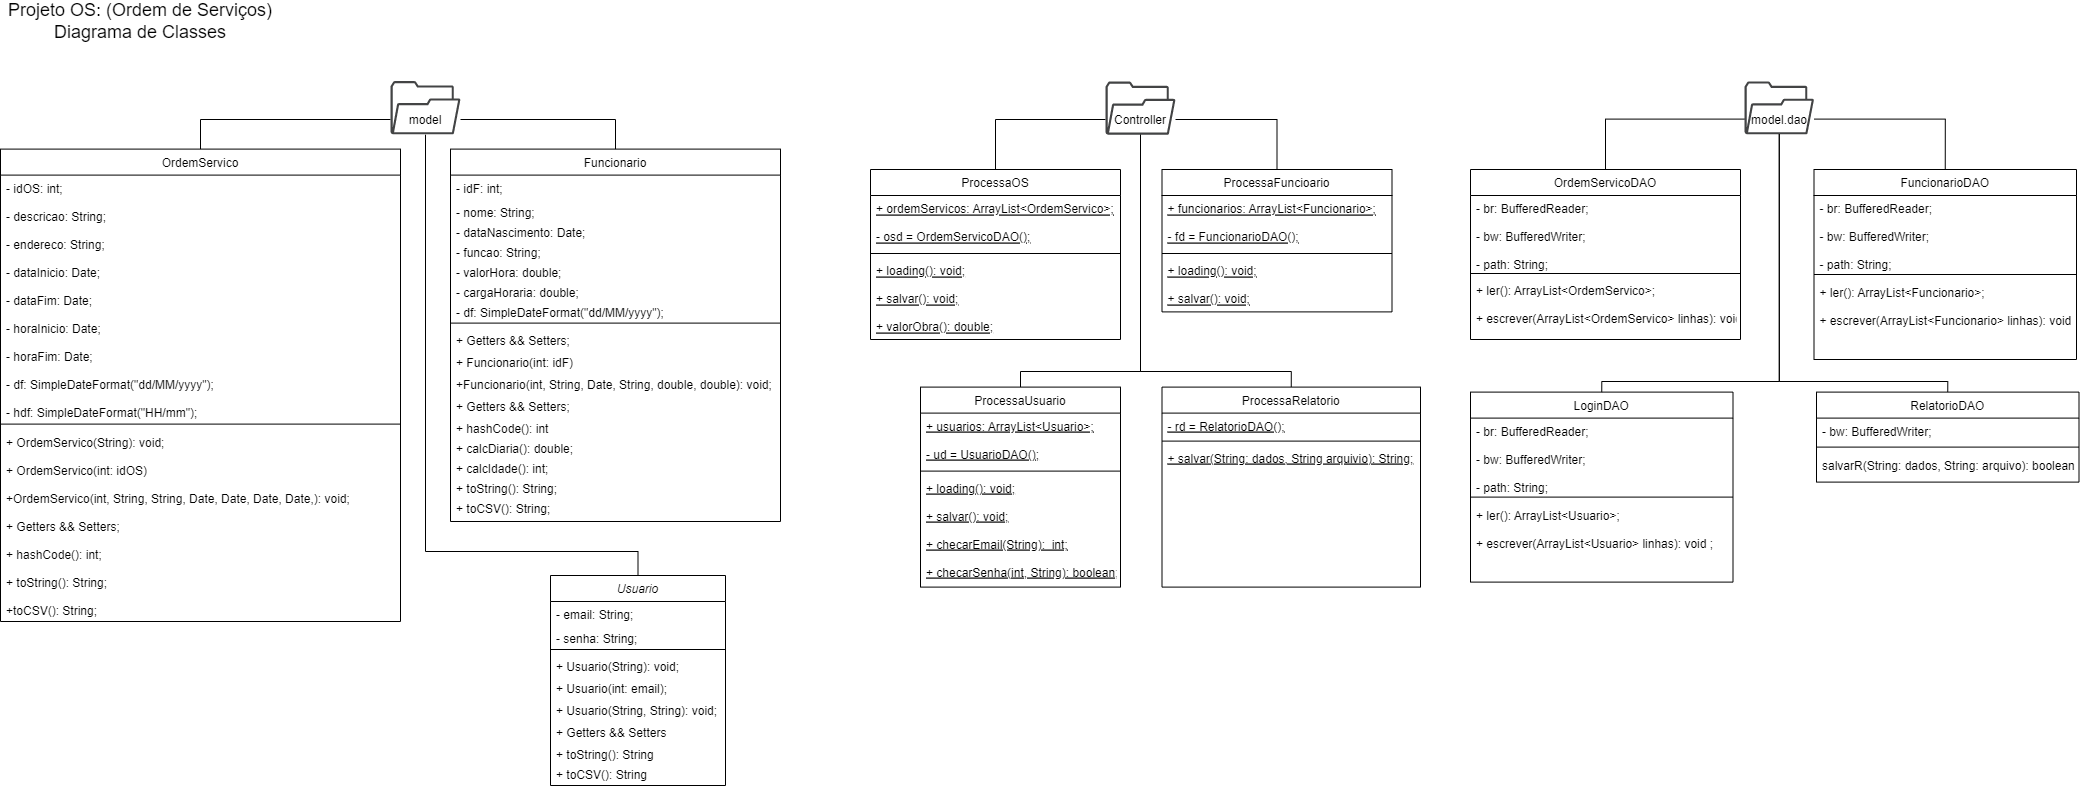 Projeto OS: (Ordem de Serviços)
Diagrama de Classes
model
OrdemServico
- idOS: int;
- descricao: String;
- endereco: String;
- dataInicio: Date;
- dataFim: Date;
- horaInicio: Date;
- horaFim: Date;
- df: SimpleDateFormat("dd/MM/yyyy");
- hdf: SimpleDateFormat("HH/mm");
+ OrdemServico(String): void;
+ OrdemServico(int: idOS)
+OrdemServico(int, String, String, Date, Date, Date, Date,): void;
+ Getters && Setters;
+ hashCode(): int;
+ toString(): String;
+toCSV(): String;
Funcionario
- idF: int;
- nome: String;
- dataNascimento: Date;
- funcao: String;
- valorHora: double;
- cargaHoraria: double;
- df: SimpleDateFormat("dd/MM/yyyy");
+ Getters && Setters;
+ Funcionario(int: idF)
+Funcionario(int, String, Date, String, double, double): void;
+ Getters && Setters;
+ hashCode(): int
+ calcDiaria(): double;
+ calcIdade(): int;
+ toString(): String;
+ toCSV(): String;
Usuario
- email: String;
- senha: String;
+ Usuario(String): void;
+ Usuario(int: email);
+ Usuario(String, String): void;
+ Getters && Setters
+ toString(): String
+ toCSV(): String
Controller
ProcessaOS
+ ordemServicos: ArrayList<OrdemServico>;
- osd = OrdemServicoDAO();
+ loading(): void;
+ salvar(): void;
+ valorObra(): double;
ProcessaFuncioario
+ funcionarios: ArrayList<Funcionario>;
- fd = FuncionarioDAO();
+ loading(): void;
+ salvar(): void;
ProcessaUsuario
+ usuarios: ArrayList<Usuario>;
- ud = UsuarioDAO();
+ loading(): void;
+ salvar(): void;
+ checarEmail(String): int;
+ checarSenha(int, String): boolean;
ProcessaRelatorio
- rd = RelatorioDAO();
+ salvar(String: dados, String arquivio): String;
model.dao
OrdemServicoDAO
- br: BufferedReader;
- bw: BufferedWriter;
- path: String;
+ ler(): ArrayList<OrdemServico>;
+ escrever(ArrayList<OrdemServico> linhas): voi
FuncionarioDAO
- br: BufferedReader;
- bw: BufferedWriter;
- path: String;
+ ler(): ArrayList<Funcionario>;
+ escrever(ArrayList<Funcionario> linhas): void
LoginDAO
- br: BufferedReader;
- bw: BufferedWriter;
- path: String;
+ ler(): ArrayList<Usuario>;
+ escrever(ArrayList<Usuario> linhas): void ;
RelatorioDAO
- bw: BufferedWriter;
salvarR(String: dados, String: arquivo): boolean